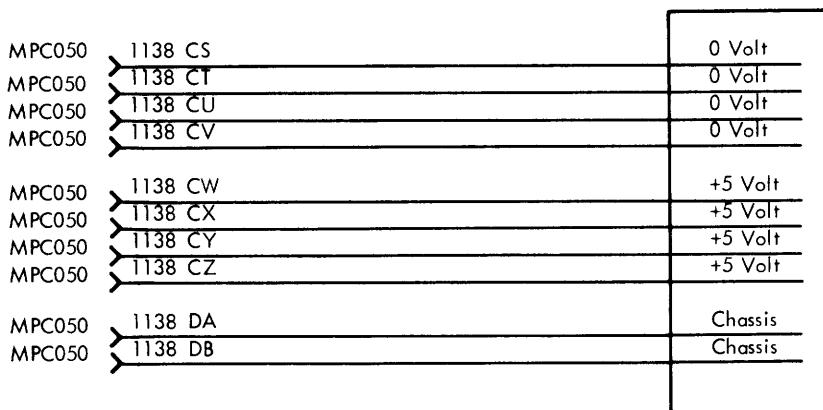 MPC050 1138 CS 0 Volt
MPC050 1138 CT 0 Volt
MPC050 1138 CU 0 Volt
MPC050 1138 CV 0 Volt
MPC050 1138 CW +5 Volt
MPC050 1138 CX +5 Volt
MPC050 1138 CY +5 Volt
MPC050 1138 CZ +5 Volt
MPC050 1138 DA Chassis
MPC050 1138 DB Chassis